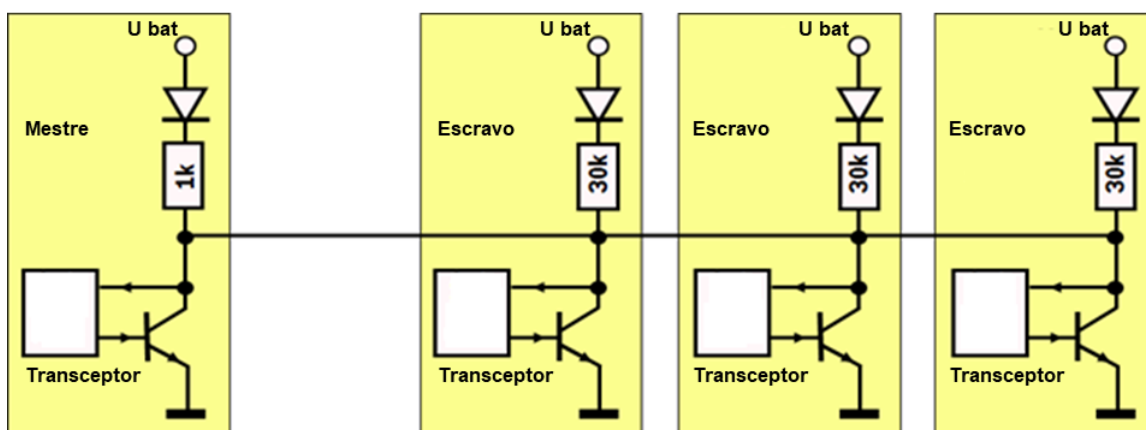 U bat
U bat
U bat
U bat
Mestre
Escravo
Escravo
Escravo
1k
30k
30k
30k
Transceptor
Transceptor
Transceptor
Transceptor